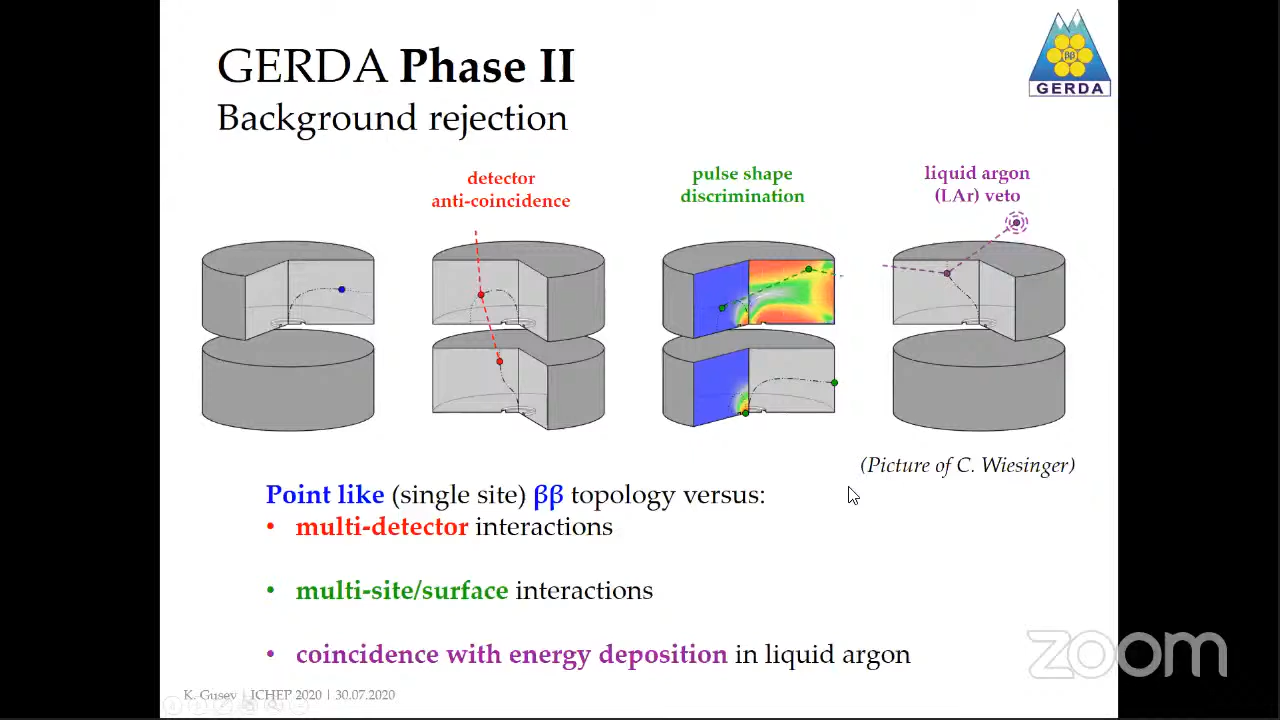 GERDA Phase II
Background rejection
ββ
GERDA
detector
anti-coincidence
pulse shape
discrimination
liquid argon
(LAr) veto
(Picture of C. Wiesinger)
Point like (single site) ββ topology versus:
• multi-detector interactions
• multi-site/surface interactions
• coincidence with energy deposition in liquid argon
K. Gusev | ICHEP 2020 | 30.07.2020
zoom